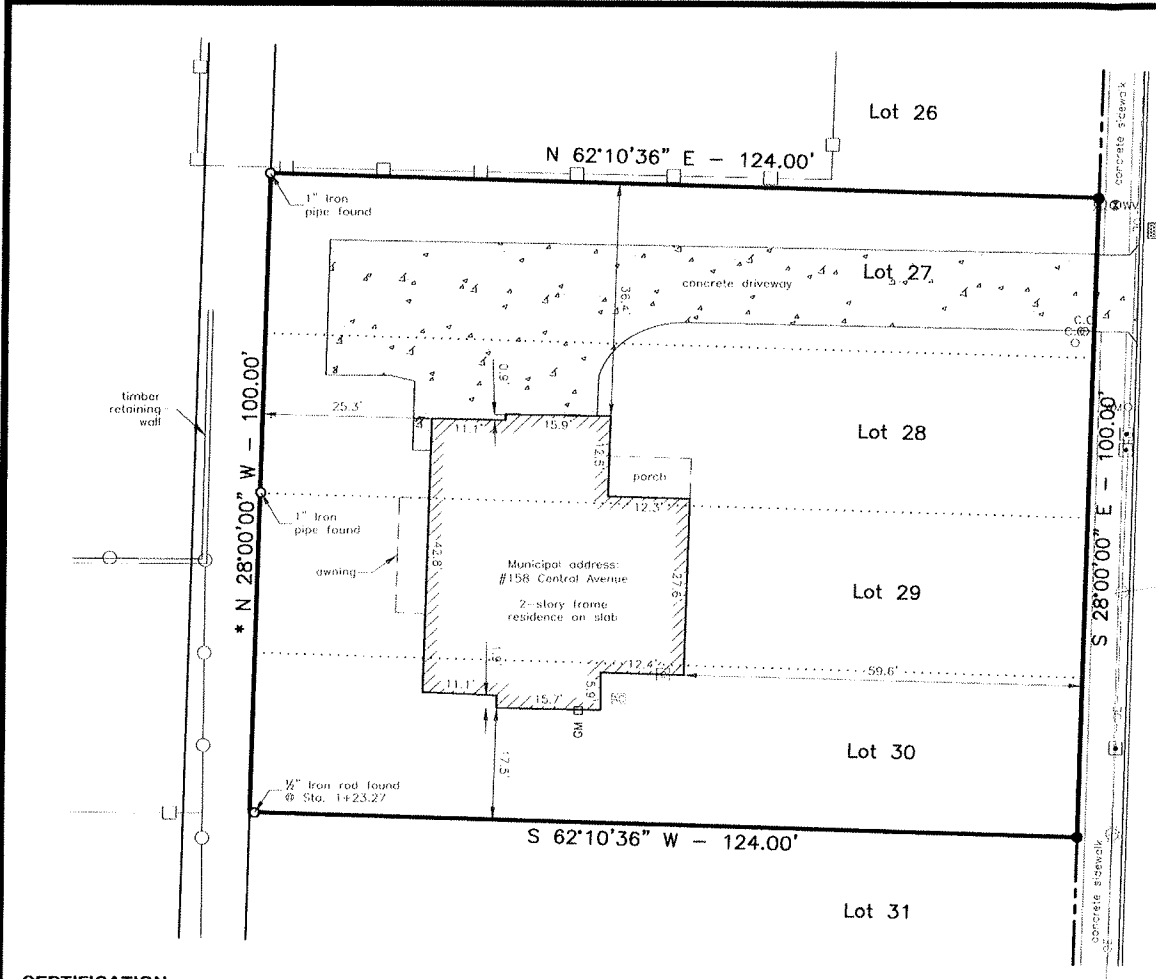 Lot 26
concrete sidewalk
N 62°10'36" E - 124.00'
1" Iron
pipe found
WV
Lot 27
concrete driveway
36.4'
C.O
timber
retaining
wall
0.9'
25.3'
11.1'
15.9'
* N 28°00'00" W - 100.00'
S 28°00'00" E - 100.00'
Lot 28
12.5'
porch
12.3'
1" Iron
pipe found
awning
42.8'
Municipal address:
#158 Central Avenue
2-story frame
residence on slab
27.6'
Lot 29
1.9'
12.4'
59.6'
11.1'
15.7'
5.9'
GM
17.5'
Lot 30
½" Iron rod found
@ Sta. 1+23.27
S 62°10'36" W - 124.00'
concrete sidewalk
Lot 31
CERTIFICATION